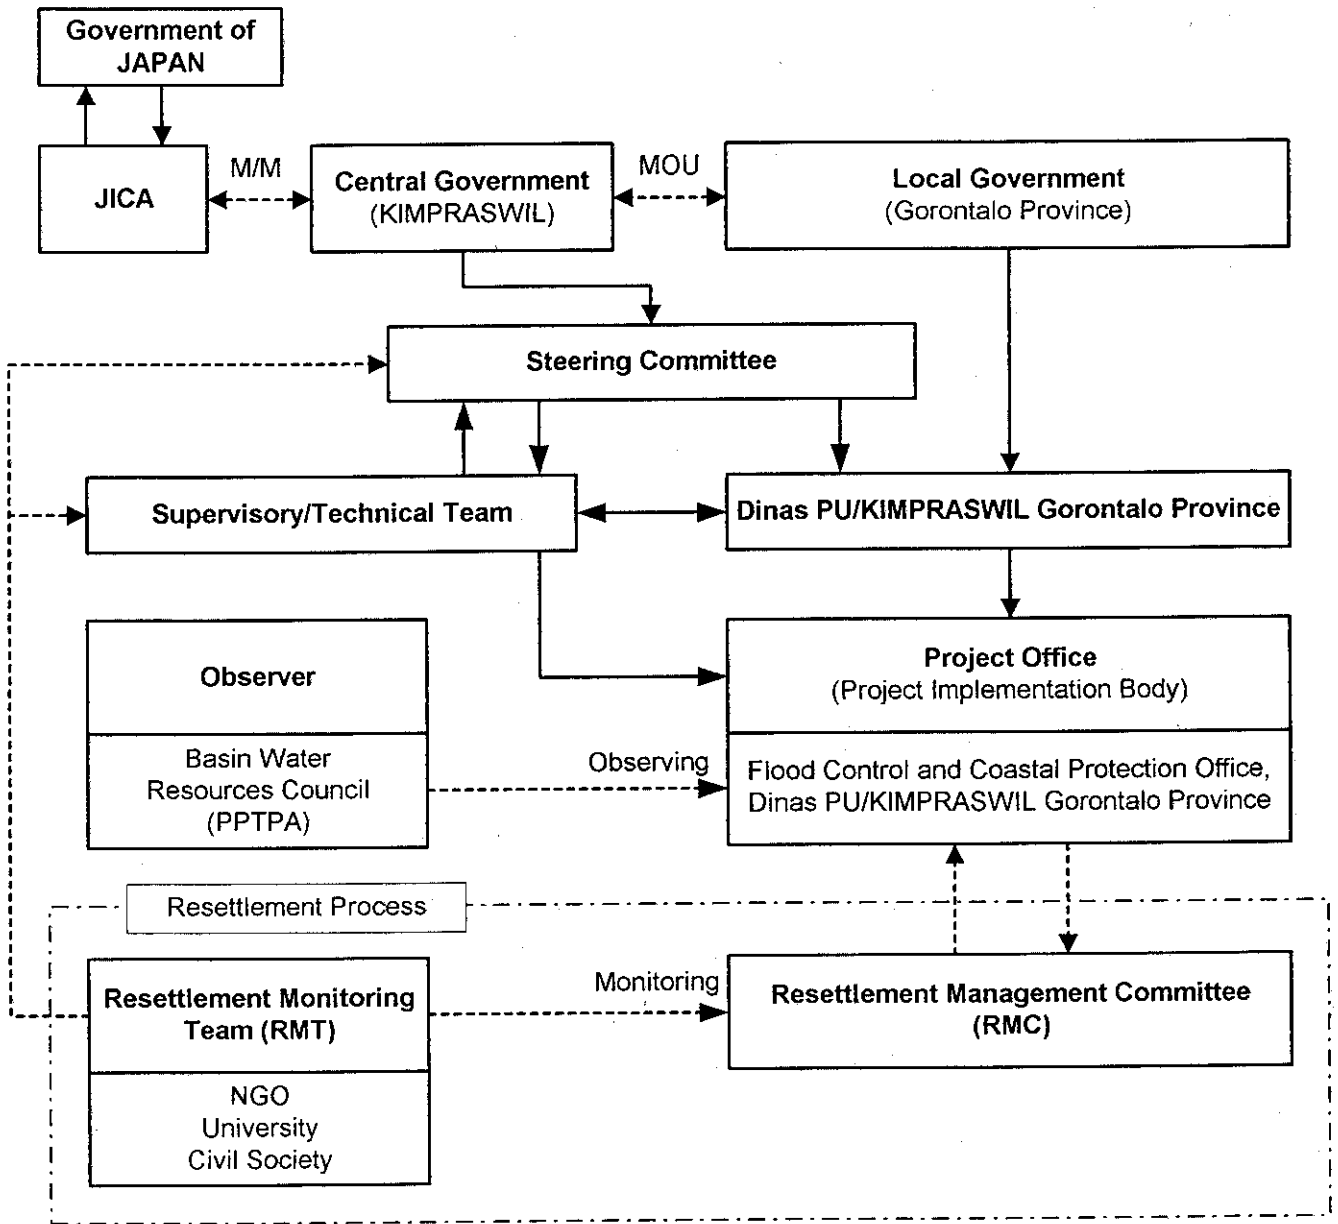 Government of
JAPAN
JICA
M/M
Central Government
(KIMPRASWIL)
MOU
Local Government
(Gorontalo Province)
Steering Committee
Supervisory/Technical Team
Dinas PU/KIMPRASWIL Gorontalo Province
Observer
Basin Water
Resources Council
(PPTPA)
Observing
Project Office
(Project Implementation Body)
Flood Control and Coastal Protection Office,
Dinas PU/KIMPRASWIL Gorontalo Province
Resettlement Process
Resettlement Monitoring
Team (RMT)
NGO
University
Civil Society
Monitoring
Resettlement Management Committee
(RMC)